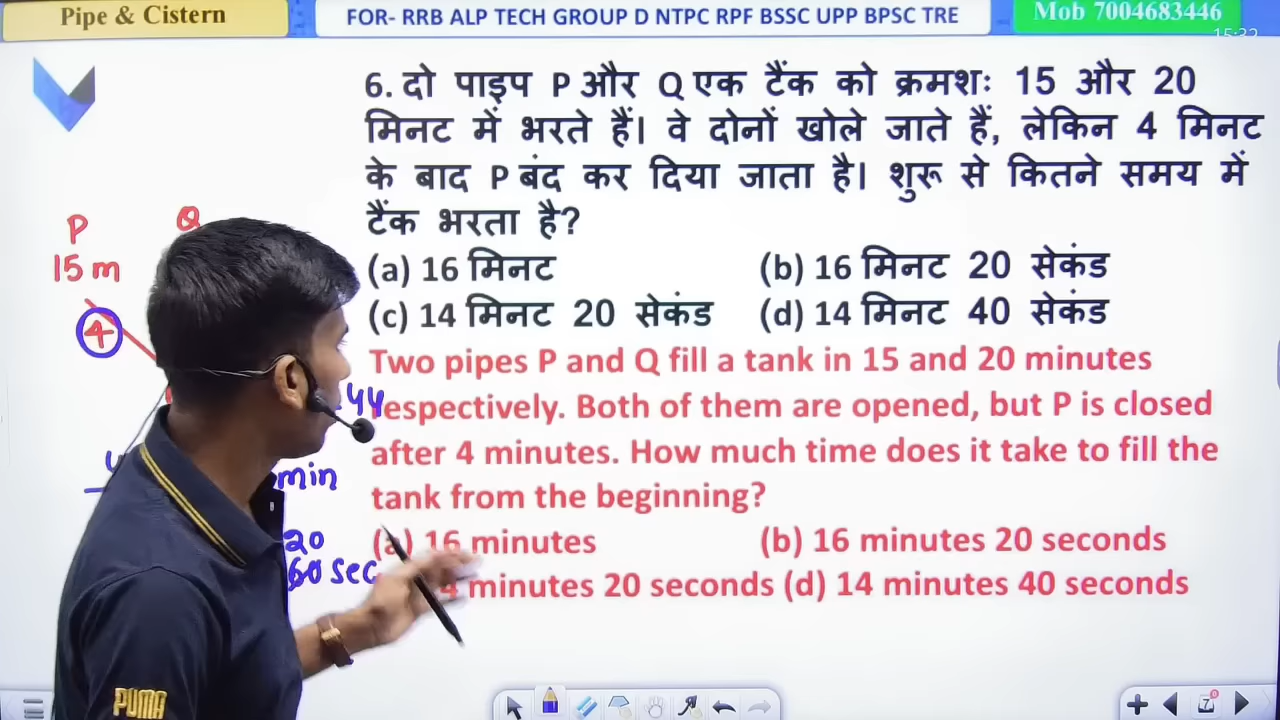 Pipe & Cistern
FOR- RRB ALP TECH GROUP D NTPC RPF BSSC UPP BPSC TRE
Mob 7004683446
15:32
6. दो पाइप P और Q एक टैंक को क्रमशः 15 और 20
मिनट में भरते हैं। वे दोनों खोले जाते हैं, लेकिन 4 मिनट
के बाद P बंद कर दिया जाता है। शुरू से कितने समय में
टैंक भरता है?
(a) 16 मिनट (b) 16 मिनट 20 सेकंड
(c) 14 मिनट 20 सेकंड (d) 14 मिनट 40 सेकंड
Two pipes P and Q fill a tank in 15 and 20 minutes
respectively. Both of them are opened, but P is closed
after 4 minutes. How much time does it take to fill the
tank from the beginning?
(a) 16 minutes (b) 16 minutes 20 seconds
4 minutes 20 seconds (d) 14 minutes 40 seconds
P Q
15 m
4
44
min
20
60 sec
PUMA
7